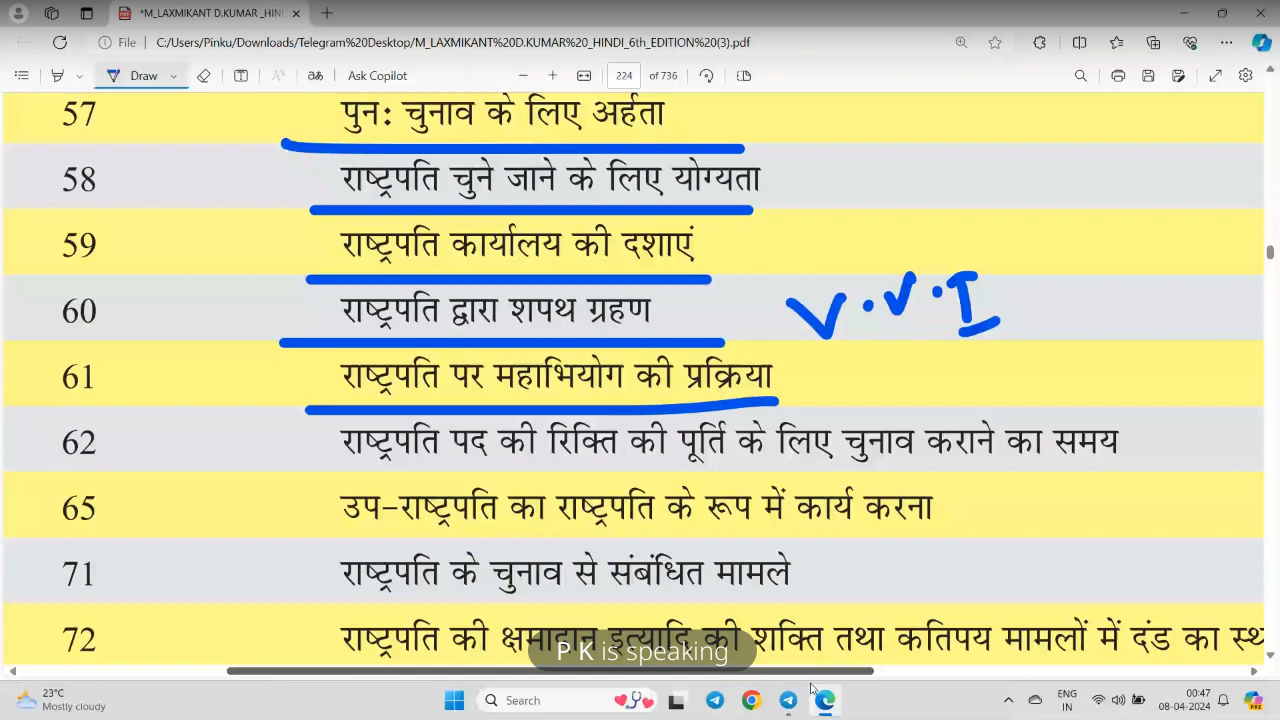 *M_LAXMIKANT D.KUMAR _HIN
File C:/Users/Pinku/Downloads/Telegram%20Desktop/M_LAXMIKANT%20D.KUMAR%20_HINDI_6th_EDITION%20(3).pdf
Draw Ask Copilot 224 of 736
57 पुन: चुनाव के लिए अर्हता
58 राष्ट्रपति चुने जाने के लिए योग्यता
59 राष्ट्रपति कार्यालय की दशाएं
60 राष्ट्रपति द्वारा शपथ ग्रहण V.V.I
61 राष्ट्रपति पर महाभियोग की प्रक्रिया
62 राष्ट्रपति पद की रिक्ति की पूर्ति के लिए चुनाव कराने का समय
65 उप-राष्ट्रपति का राष्ट्रपति के रूप में कार्य करना
71 राष्ट्रपति के चुनाव से संबंधित मामले
72 राष्ट्रपति की क्षमादान इत्यादि की शक्ति तथा कतिपय मामलों में दंड का स्थ
P K is speaking
23°C
Mostly cloudy
Search
ENG
IN
00:47
08-04-2024